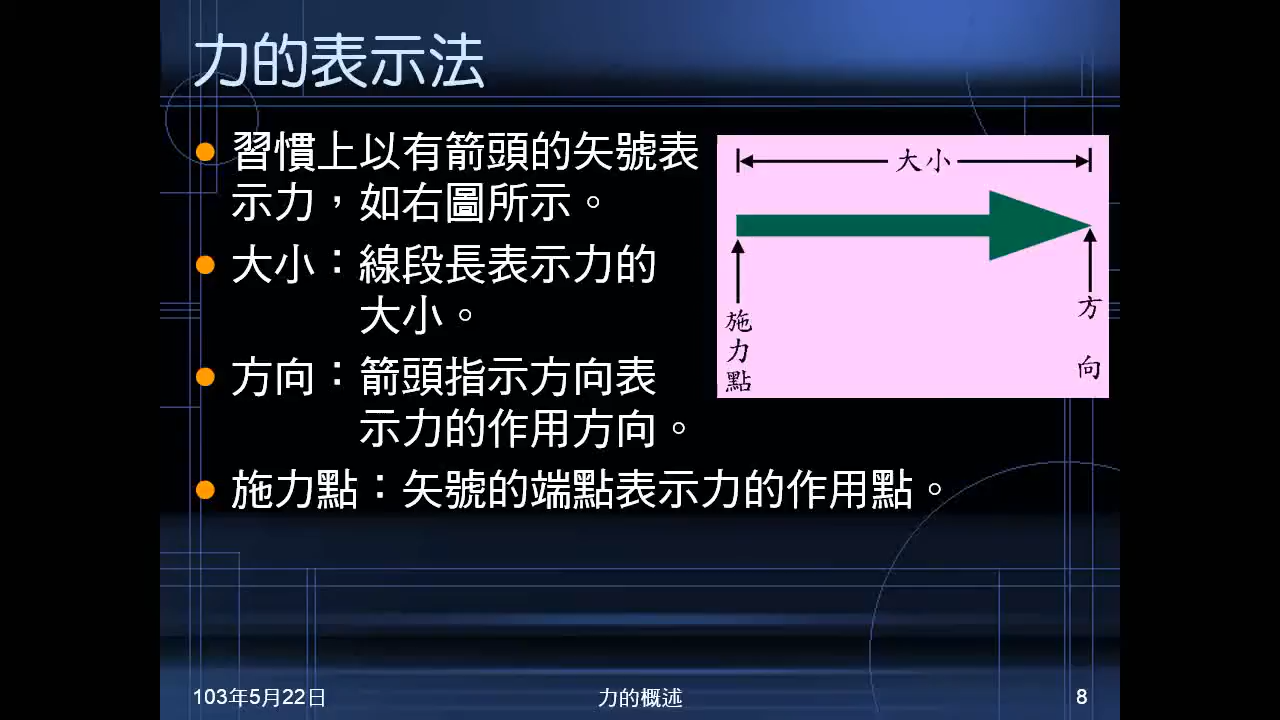 力的表示法
習慣上以有箭頭的矢號表
示力，如右圖所示。
大小：線段長表示力的
大小。
方向：箭頭指示方向表
示力的作用方向。
施力點：矢號的端點表示力的作用點。
大小
施力點
方向
103年5月22日
力的概述
8